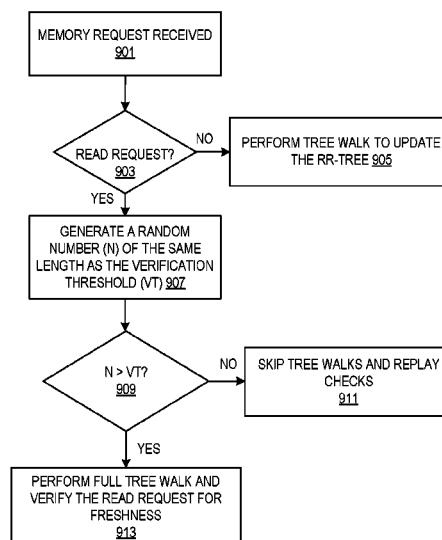 MEMORY REQUEST RECEIVED
901
READ REQUEST?
903
NO
PERFORM TREE WALK TO UPDATE
THE RR-TREE 905
YES
GENERATE A RANDOM
NUMBER (N) OF THE SAME
LENGTH AS THE VERIFICATION
THRESHOLD (VT) 907
N > VT?
909
NO
SKIP TREE WALKS AND REPLAY
CHECKS
911
YES
PERFORM FULL TREE WALK AND
VERIFY THE READ REQUEST FOR
FRESHNESS
913